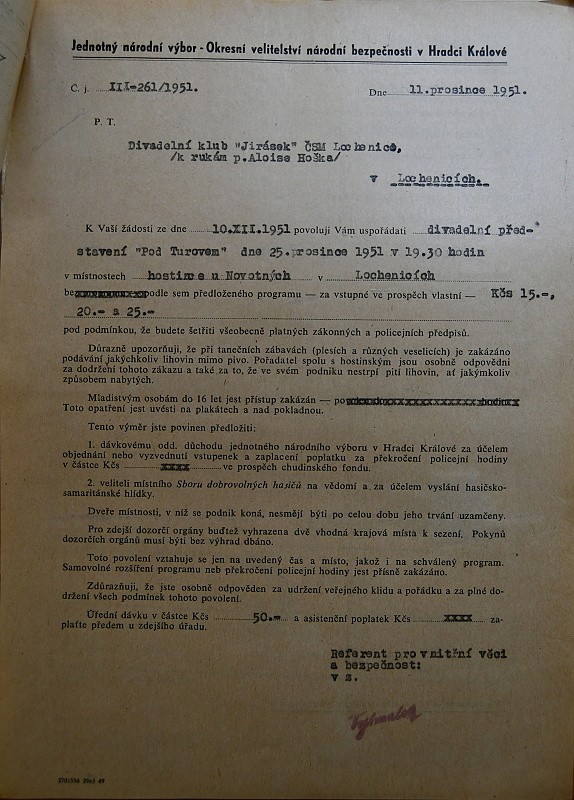 Jednotný národní výbor - Okresní velitelství národní bezpečnosti v Hradci Králové
Č. j. III-261/1951.
Dne 11.prosince 1951.
P. T.
Divadelní klub "Jirásek" ČSM Lochenice,
/k rukám p.Aloise Hoška/
v Lochenicích.
K Vaší žádosti ze dne 10.XII.1951 povoluji Vám uspořádati divadelní před-
stavení "Pod Turovem" dne 25.prosince 1951 v 19.30 hodin
v místnostech hostince u Novotných v Lochenicích
podle sem předloženého programu — za vstupné ve prospěch vlastní — Kčs 15.-,
20.- a 25.-
pod podmínkou, že budete šetřiti všeobecně platných zákonných a policejních předpisů.
Důrazně upozorňuji, že při tanečních zábavách (plesích a různých veselicích) je zakázáno
podávání jakýchkoliv lihovin mimo pivo. Pořadatel spolu s hostinským jsou osobně odpovědni
za dodržení tohoto zákazu a také za to, že ve svém podniku nestrpí pití lihovin, ať jakýmkoliv
způsobem nabytých.
Mladistvým osobám do 16 let jest přístup zakázán —
Toto opatření jest uvésti na plakátech a nad pokladnou.
Tento výměr jste povinen předložiti:
1. dávkovému odd. důchodu jednotného národního výboru v Hradci Králové za účelem
objednání nebo vyzvednutí vstupenek a zaplacení poplatku za překročení policejní hodiny
v částce Kčs xxxx ve prospěch chudinského fondu.
2. veliteli místního Sboru dobrovolných hasičů na vědomí a za účelem vyslání hasičsko-
samaritánské hlídky.
Dveře místnosti, v níž se podnik koná, nesmějí býti po celou dobu jeho trvání uzamčeny.
Pro zdejší dozorčí orgány buďtež vyhrazena dvě vhodná krajová místa k sezení. Pokynů
dozorčích orgánů musí býti bez výhrad dbáno.
Toto povolení vztahuje se jen na uvedený čas a místo, jakož i na schválený program.
Samovolné rozšíření programu neb překročení policejní hodiny jest přísně zakázáno.
Zdůrazňuji, že jste osobně odpověden za udržení veřejného klidu a pořádku a za plné do-
držení všech podmínek tohoto povolení.
Úřední dávku v částce Kčs 50.- a asistenční poplatek Kčs xxxx za-
plaťte předem u zdejšího úřadu.
Referent pro vnitřní věci
a bezpečnost:
v z.